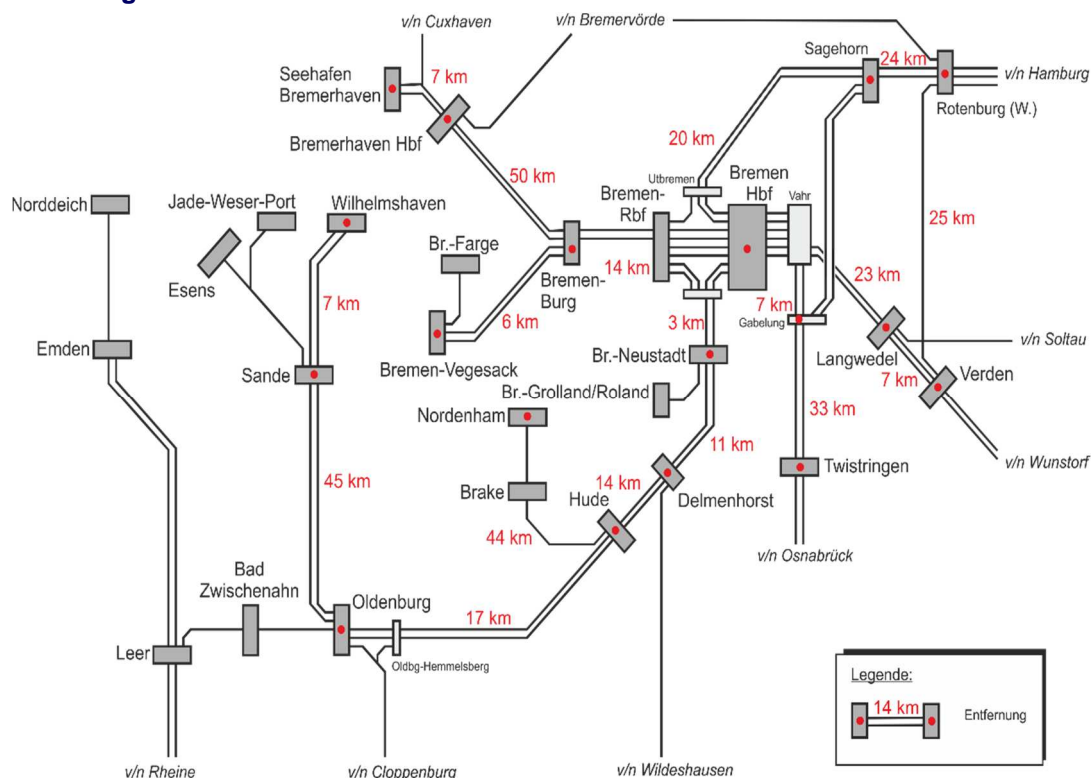 v/n Cuxhaven
v/n Bremervörde
Sagehorn
24 km
v/n Hamburg
Rotenburg (W.)
Seehafen
Bremerhaven
7 km
Bremerhaven Hbf
20 km
50 km
Utbremen
Bremen
Hbf
Vahr
Bremen-
Rbf
Norddeich
Jade-Weser-Port
Wilhelmshaven
Br.-Farge
25 km
Esens
Bremen-
Burg
14 km
23 km
7 km
6 km
7 km
Gabelung
3 km
Langwedel
v/n Soltau
Emden
Sande
Bremen-Vegesack
Br.-Neustadt
7 km
Verden
Br.-Grolland/Roland
Nordenham
33 km
11 km
v/n Wunstorf
45 km
Brake
14 km
Hude
Delmenhorst
Twistringen
44 km
v/n Osnabrück
Bad
Zwischenahn
Oldenburg
17 km
Leer
Oldbg-Hemmelsberg
Legende:
14 km
Entfernung
v/n Rheine
v/n Cloppenburg
v/n Wildeshausen